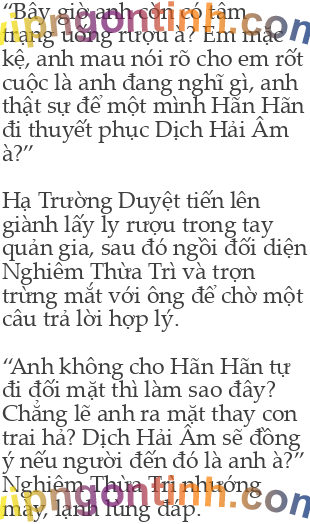 “Bây giờ anh còn có tâm
trạng uống rượu à? Em mặc
kệ, anh mau nói rõ cho em rốt
cuộc là anh đang nghĩ gì, anh
thật sự để một mình Hãn Hãn
đi thuyết phục Dịch Hải Âm
à?”
Hạ Trường Duyệt tiến lên
giành lấy ly rượu trong tay
quản gia, sau đó ngồi đối diện
Nghiêm Thừa Trì và trợn
trừng mắt với ông để chờ một
câu trả lời hợp lý.
“Anh không cho Hãn Hãn tự
đi đối mặt thì làm sao đây?
Chẳng lẽ anh ra mặt thay con
trai hả? Dịch Hải Âm sẽ đồng
ý nếu người đến đó là anh à?”
Nghiêm Thừa Trì nhướng
mày, lạnh lùng đáp.
vipngontinh.com
vipngontinh.com